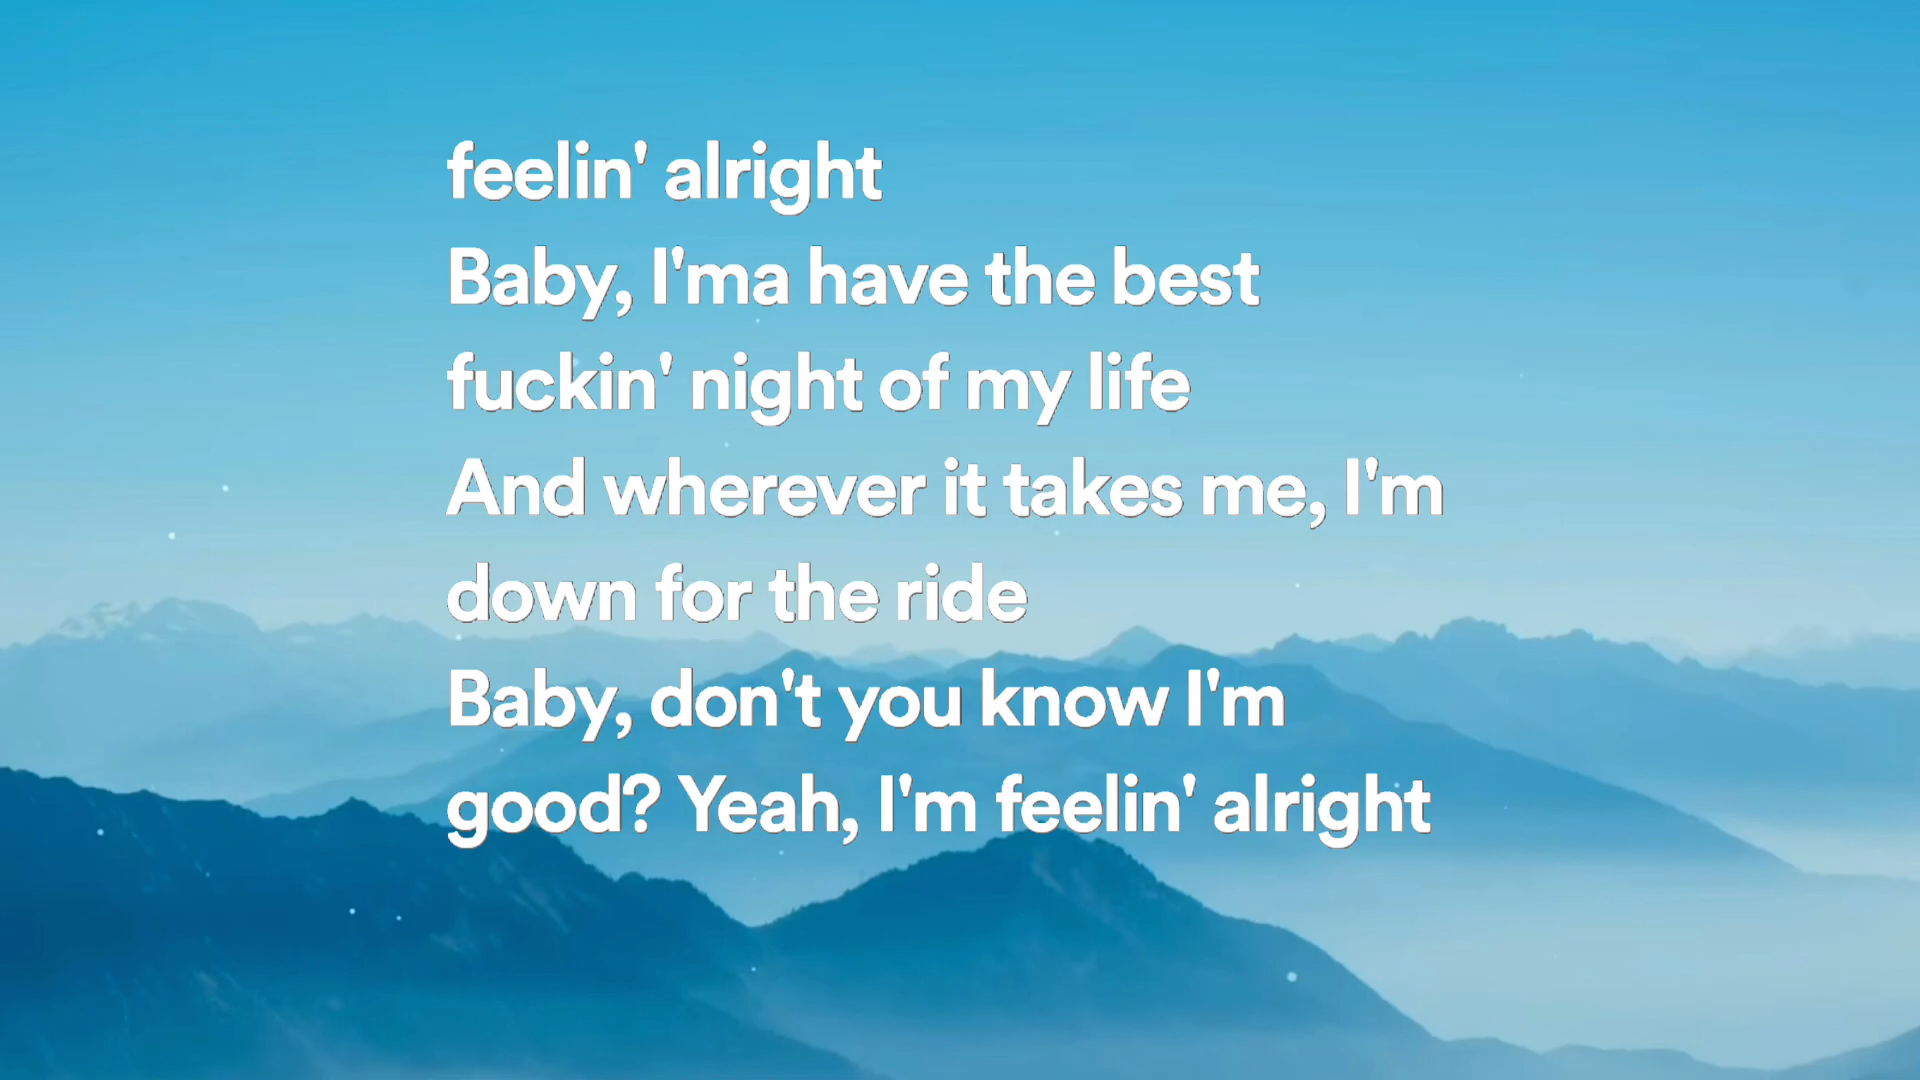 feelin' alright
Baby, I'ma have the best
fuckin' night of my life
And wherever it takes me, I'm
down for the ride
Baby, don't you know I'm
good? Yeah, I'm feelin' alright